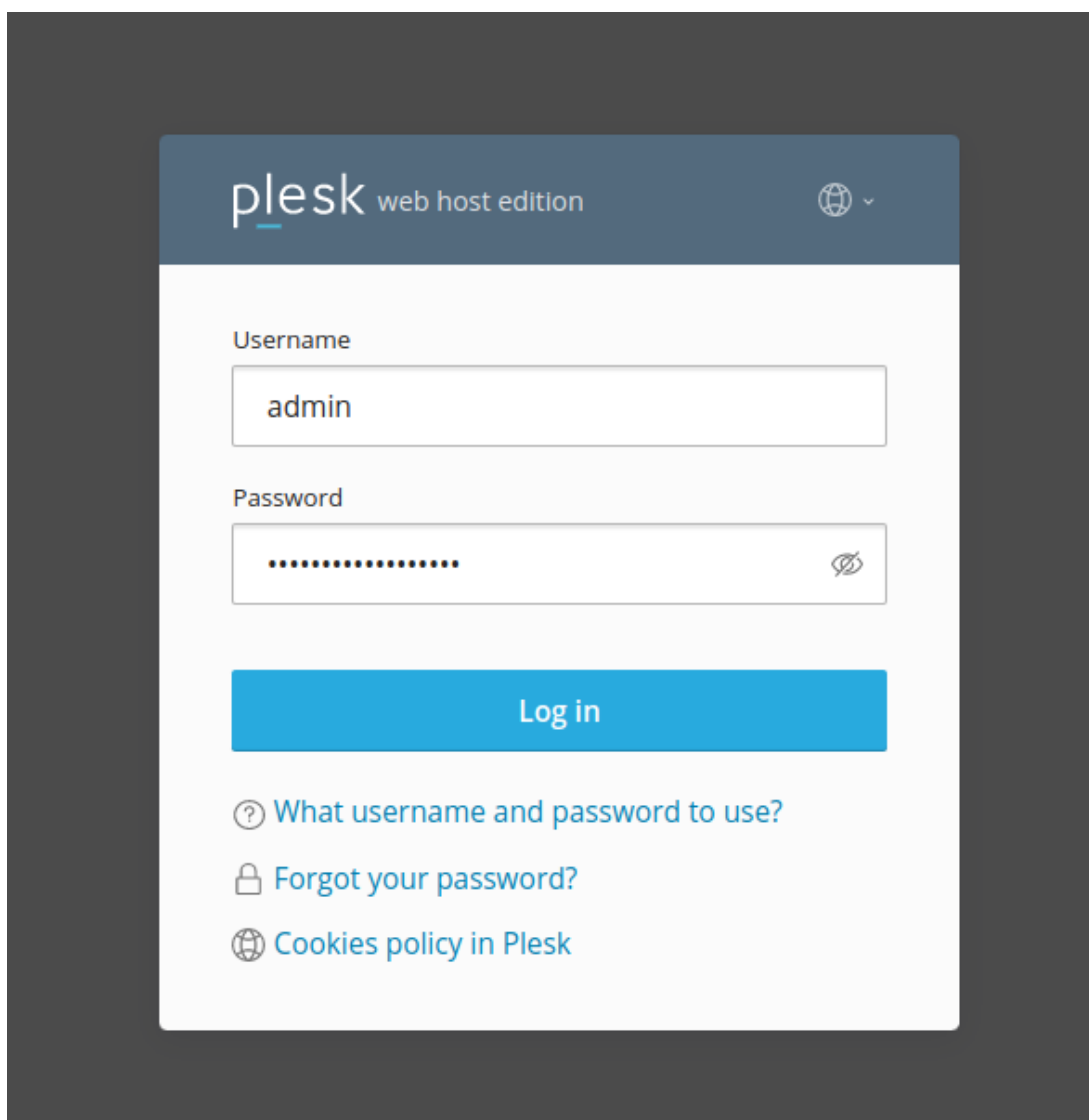 plesk web host edition
Username
admin
Password
••••••••••••••••••
Log in
What username and password to use?
Forgot your password?
Cookies policy in Plesk